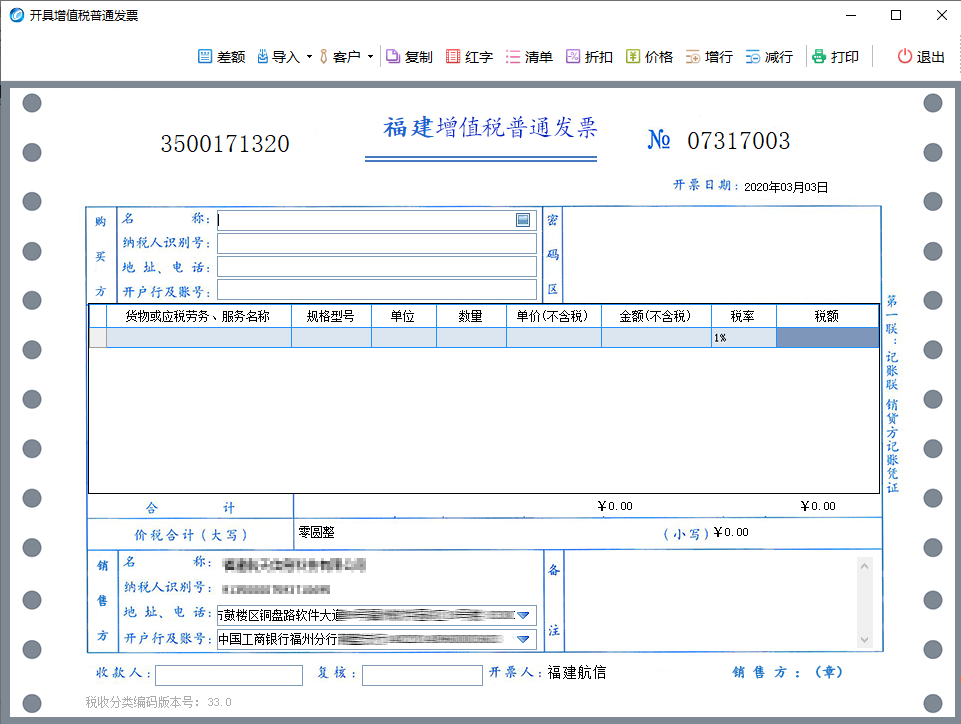 开具增值税普通发票
差额 导入 客户 复制 红字 清单 折扣 价格 增行 减行 打印 退出
3500171320 福建增值税普通发票 № 07317003
开票日期：2020年03月03日
购买方
名 称：
纳税人识别号：
地 址、电 话：
开户行及账号：
密码区
货物或应税劳务、服务名称 规格型号 单位 数量 单价(不含税) 金额(不含税) 税率 税额
1%
合 计 ￥0.00 ￥0.00
价税合计（大写） 零圆整 （小写）￥0.00
销售方
名 称：
纳税人识别号：
地 址、电 话： 市鼓楼区铜盘路软件大道
开户行及账号： 中国工商银行福州分行
备注
第一联：记账联 销货方记账凭证
收款人： 复核： 开票人：福建航信 销售方：（章）
税收分类编码版本号：33.0